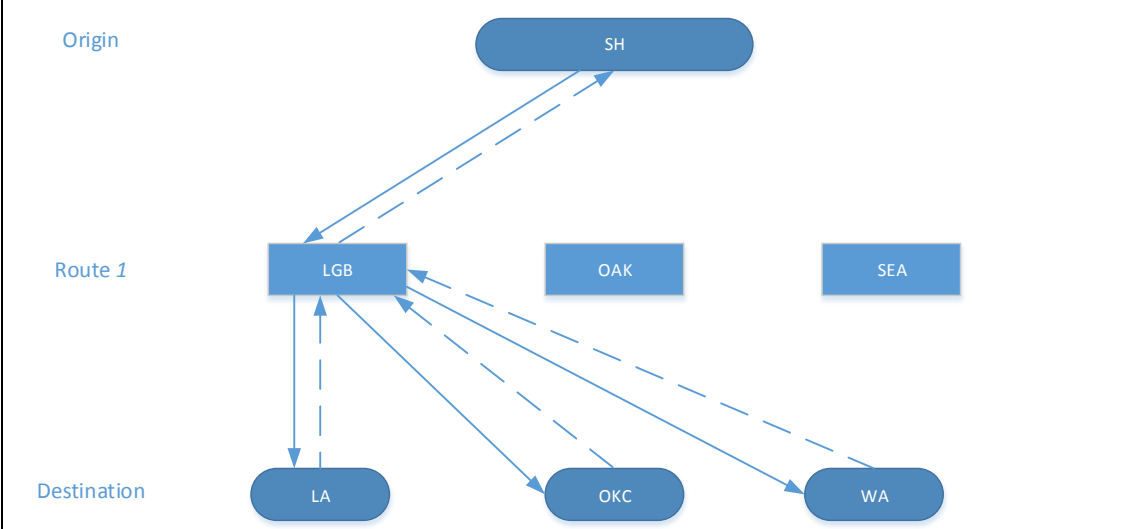 Origin
SH
Route 1
LGB
OAK
SEA
Destination
LA
OKC
WA